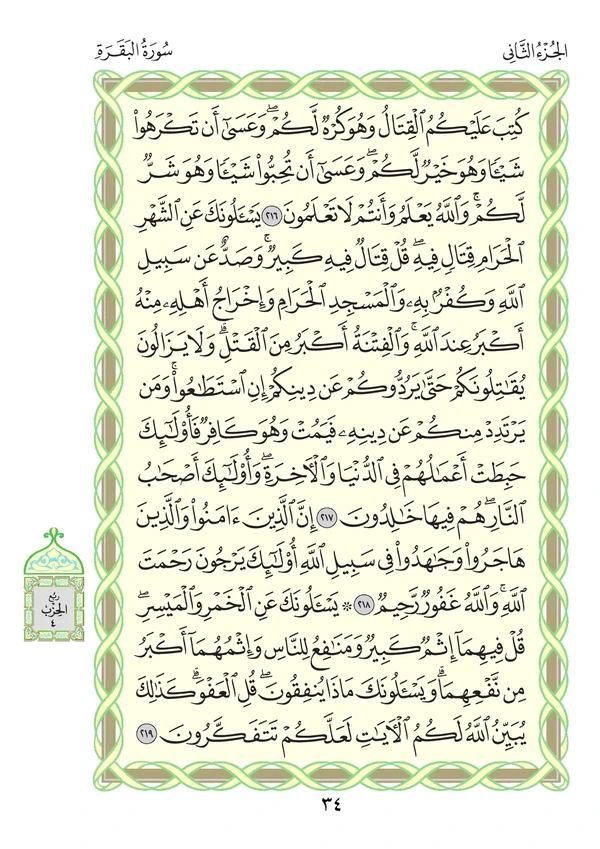 الجُزْءُ الثَّانِي
سُورَةُ البَقَرَةِ
كُتِبَ عَلَيْكُمُ ٱلْقِتَالُ وَهُوَ كُرْهٌ لَّكُمْ ۖ وَعَسَىٰٓ أَن تَكْرَهُوا۟
شَيْـًٔا وَهُوَ خَيْرٌ لَّكُمْ ۖ وَعَسَىٰٓ أَن تُحِبُّوا۟ شَيْـًٔا وَهُوَ شَرٌّ
لَّكُمْ ۗ وَٱللَّهُ يَعْلَمُ وَأَنتُمْ لَا تَعْلَمُونَ ٢١٦ يَسْـَٔلُونَكَ عَنِ ٱلشَّهْرِ
ٱلْحَرَامِ قِتَالٍ فِيهِ ۖ قُلْ قِتَالٌ فِيهِ كَبِيرٌ ۖ وَصَدٌّ عَن سَبِيلِ
ٱللَّهِ وَكُفْرٌۢ بِهِۦ وَٱلْمَسْجِدِ ٱلْحَرَامِ وَإِخْرَاجُ أَهْلِهِۦ مِنْهُ
أَكْبَرُ عِندَ ٱللَّهِ ۚ وَٱلْفِتْنَةُ أَكْبَرُ مِنَ ٱلْقَتْلِ ۗ وَلَا يَزَالُونَ
يُقَـٰتِلُونَكُمْ حَتَّىٰ يَرُدُّوكُمْ عَن دِينِكُمْ إِنِ ٱسْتَطَـٰعُوا۟ ۚ وَمَن
يَرْتَدِدْ مِنكُمْ عَن دِينِهِۦ فَيَمُتْ وَهُوَ كَافِرٌ فَأُو۟لَـٰٓئِكَ
حَبِطَتْ أَعْمَـٰلُهُمْ فِى ٱلدُّنْيَا وَٱلْـَٔاخِرَةِ ۖ وَأُو۟لَـٰٓئِكَ أَصْحَـٰبُ
ٱلنَّارِ ۖ هُمْ فِيهَا خَـٰلِدُونَ ٢١٧ إِنَّ ٱلَّذِينَ ءَامَنُوا۟ وَٱلَّذِينَ
هَاجَرُوا۟ وَجَـٰهَدُوا۟ فِى سَبِيلِ ٱللَّهِ أُو۟لَـٰٓئِكَ يَرْجُونَ رَحْمَتَ
ٱللَّهِ ۚ وَٱللَّهُ غَفُورٌ رَّحِيمٌ ٢١٨ ۞ يَسْـَٔلُونَكَ عَنِ ٱلْخَمْرِ وَٱلْمَيْسِرِ ۖ
قُلْ فِيهِمَآ إِثْمٌ كَبِيرٌ وَمَنَـٰفِعُ لِلنَّاسِ وَإِثْمُهُمَآ أَكْبَرُ
مِن نَّفْعِهِمَا ۗ وَيَسْـَٔلُونَكَ مَاذَا يُنفِقُونَ ۖ قُلِ ٱلْعَفْوَ ۗ كَذَٰلِكَ
يُبَيِّنُ ٱللَّهُ لَكُمُ ٱلْـَٔايَـٰتِ لَعَلَّكُمْ تَتَفَكَّرُونَ ٢١٩
ربع
الحِزْب
٤
٣٤